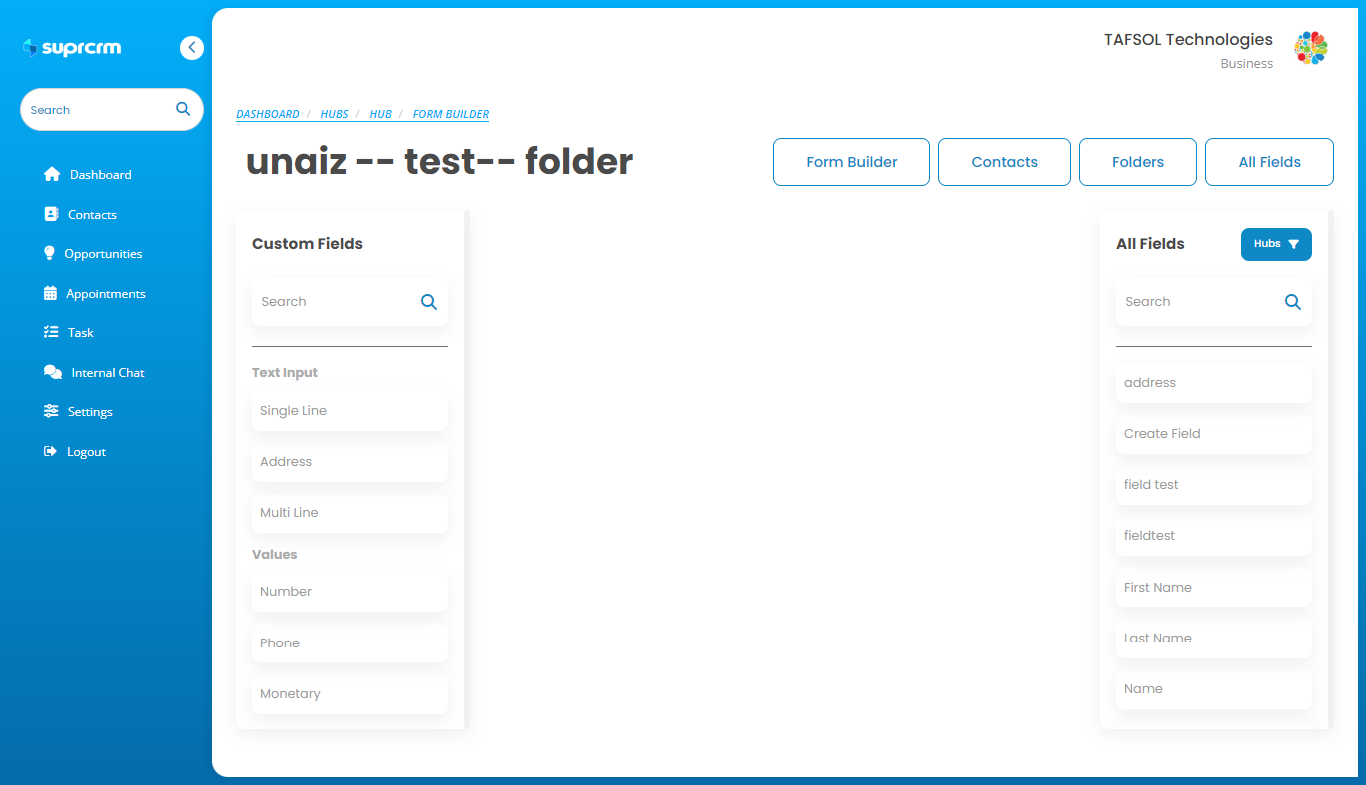 suprcrm
Search
Dashboard
Contacts
Opportunities
Appointments
Task
Internal Chat
Settings
Logout
TAFSOL Technologies
Business
DASHBOARD / HUBS / HUB / FORM BUILDER
unaiz -- test-- folder
Form Builder
Contacts
Folders
All Fields
Custom Fields
Search
Text Input
Single Line
Address
Multi Line
Values
Number
Phone
Monetary
All Fields
Hubs
Search
address
Create Field
field test
fieldtest
First Name
Last Name
Name